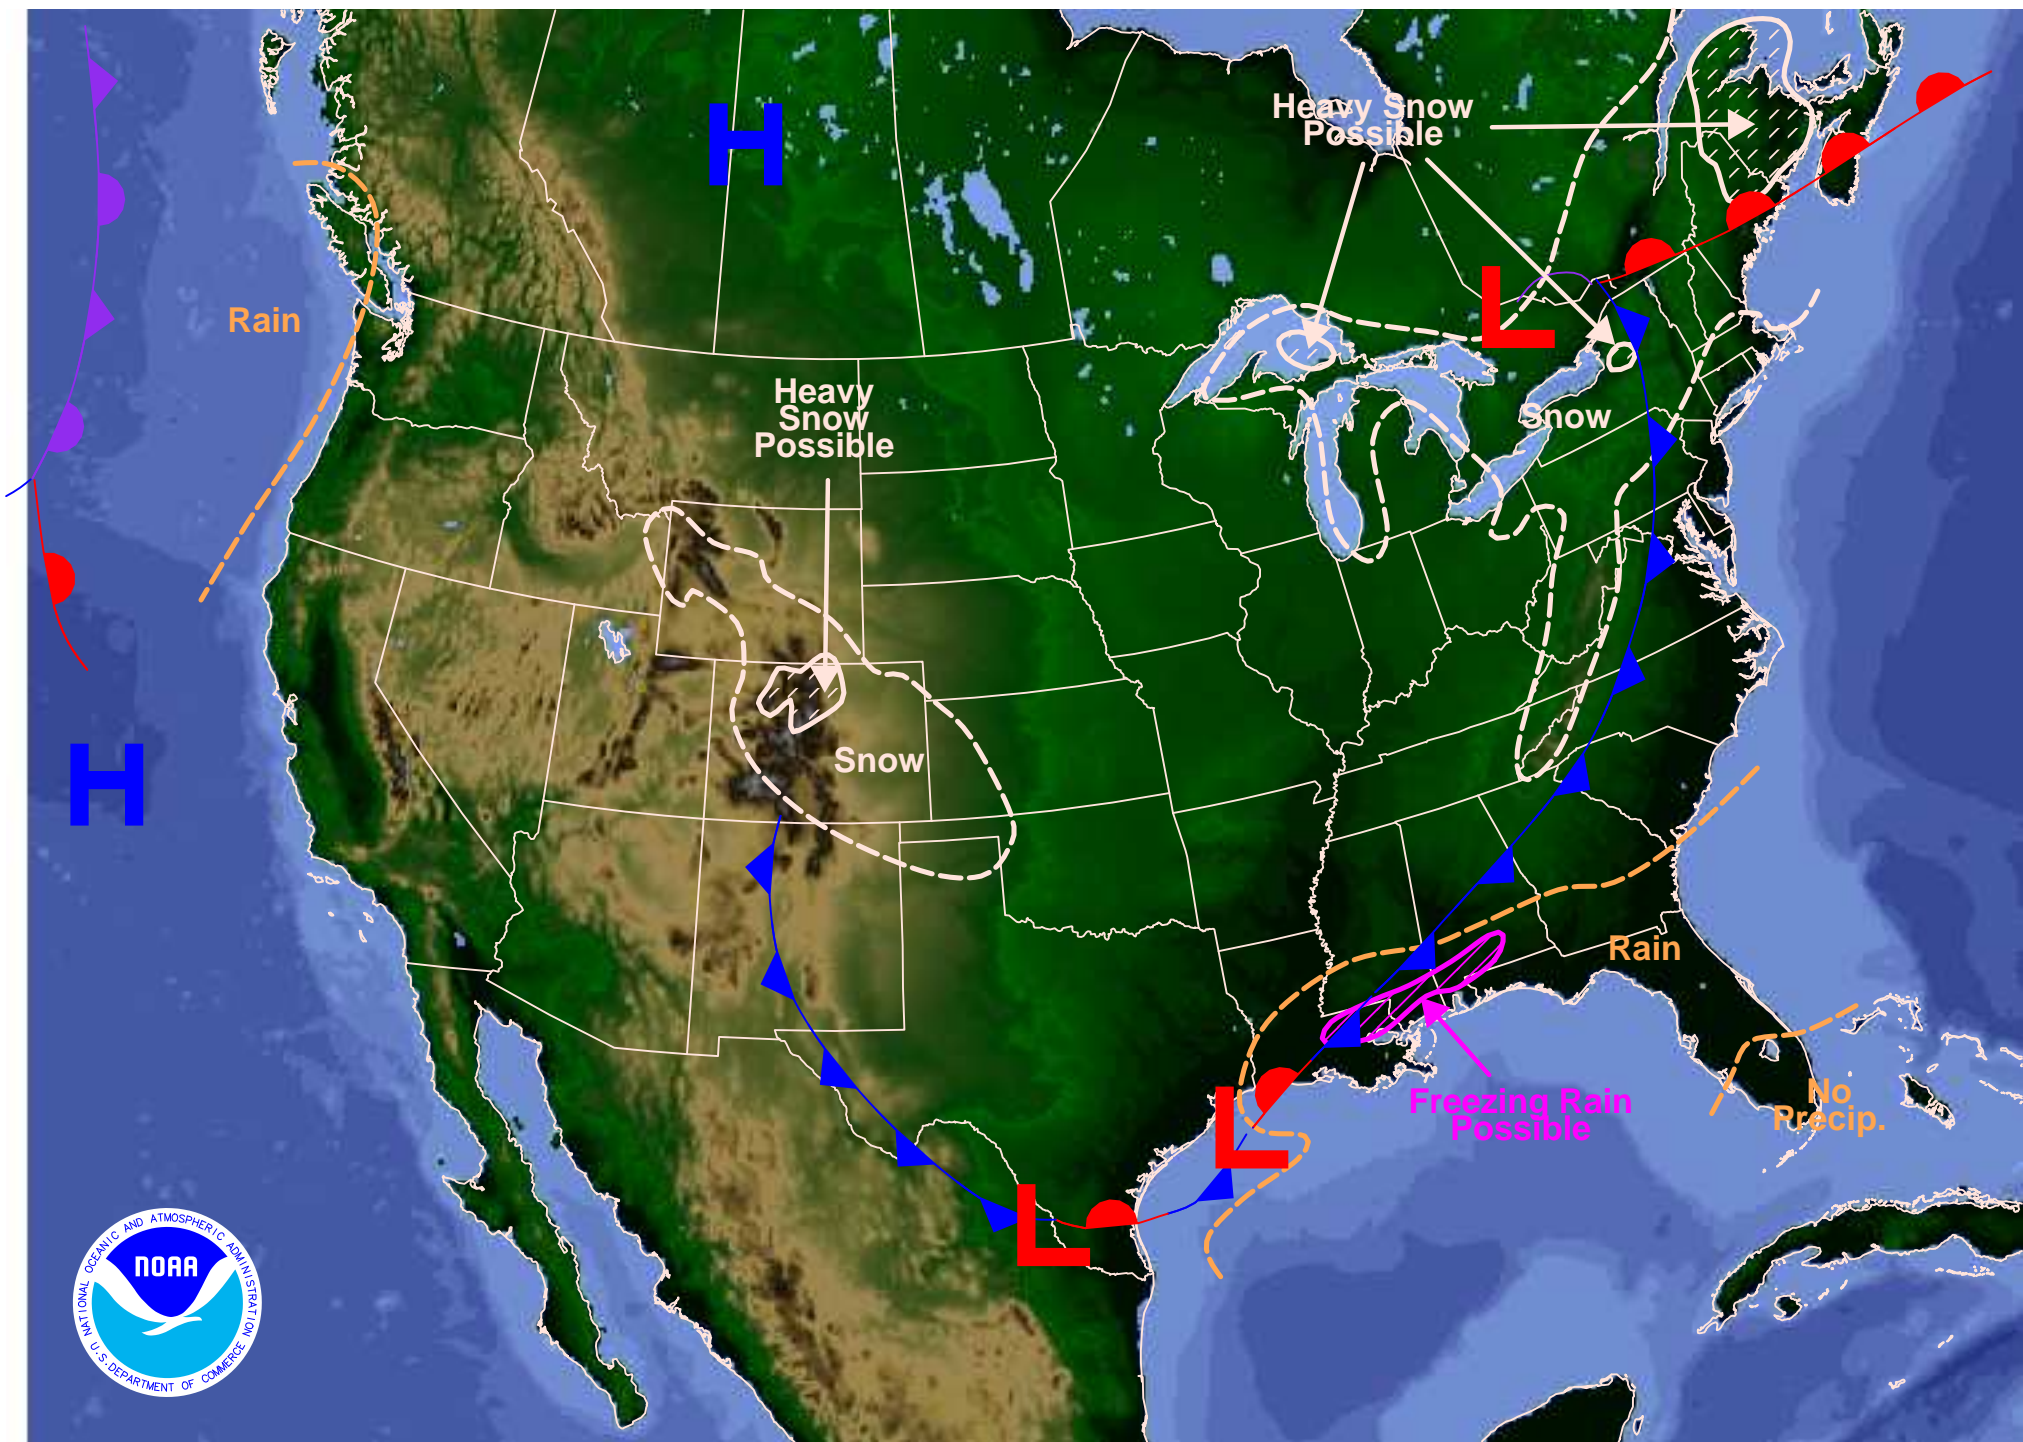 H
Heavy Snow
Possible
Rain
L
Heavy
Snow
Possible
Snow
Snow
H
Rain
L
Freezing Rain
Possible
No
Precip.
L
NATIONAL OCEANIC AND ATMOSPHERIC ADMINISTRATION
NOAA
U.S. DEPARTMENT OF COMMERCE